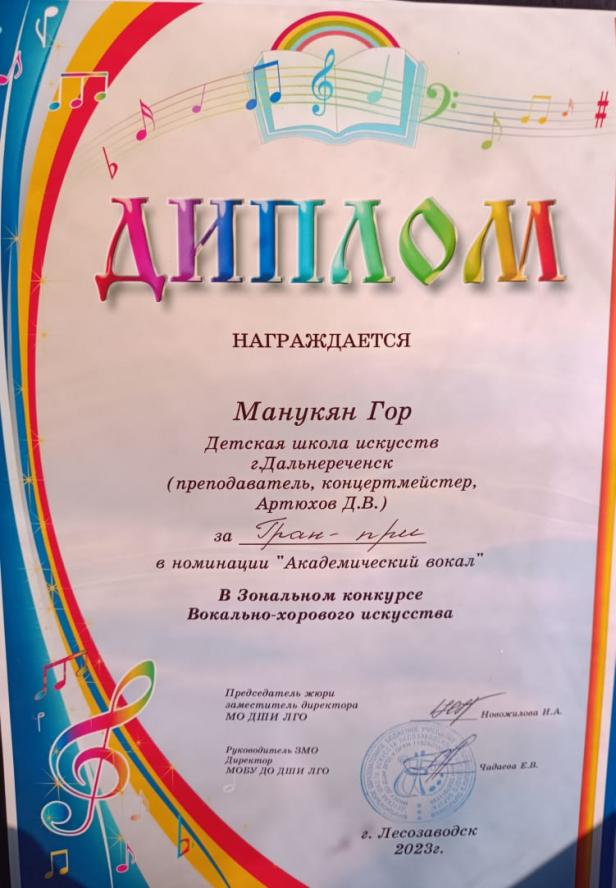 ДИПЛОМ
НАГРАЖДАЕТСЯ
Манукян Гор
Детская школа искусств
г.Дальнереченск
(преподаватель, концертмейстер,
Артюхов Д.В.)
за Гран-при
в номинации "Академический вокал"
В Зональном конкурсе
Вокально-хорового искусства
Председатель жюри
заместитель директора
МО ДШИ ЛГО
Новожилова И.А.
Руководитель ЗМО
Директор
МОБУ ДО ДШИ ЛГО
Чадаева Е.В.
г. Лесозаводск
2023г.